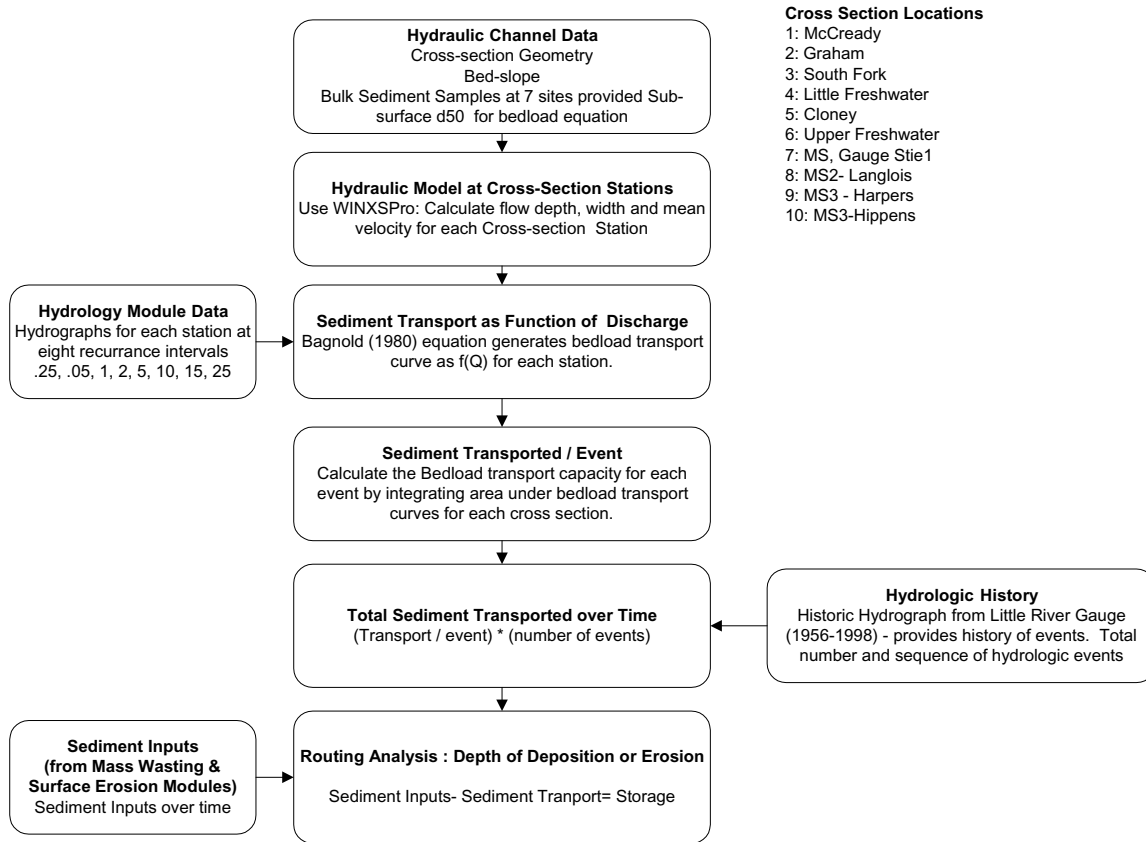 Hydraulic Channel Data
Cross-section Geometry
Bed-slope
Bulk Sediment Samples at 7 sites provided Sub-
surface d50  for bedload equation
Cross Section Locations
1: McCready
2: Graham
3: South Fork
4: Little Freshwater
5: Cloney
6: Upper Freshwater
7: MS, Gauge Stie1
8: MS2- Langlois
9: MS3 - Harpers
10: MS3-Hippens
Hydraulic Model at Cross-Section Stations
Use WINXSPro: Calculate flow depth, width and mean
velocity for each Cross-section  Station
Hydrology Module Data
Hydrographs for each station at
eight recurrance intervals
.25, .05, 1, 2, 5, 10, 15, 25
Sediment Transport as Function of  Discharge
Bagnold (1980) equation generates bedload transport
curve as f(Q) for each station.
Sediment Transported / Event
Calculate the Bedload transport capacity for each
event by integrating area under bedload transport
curves for each cross section.
Total Sediment Transported over Time
(Transport / event) * (number of events)
Hydrologic History
Historic Hydrograph from Little River Gauge
(1956-1998) - provides history of events.  Total
number and sequence of hydrologic events
Sediment Inputs
(from Mass Wasting &
Surface Erosion Modules)
Sediment Inputs over time
Routing Analysis : Depth of Deposition or Erosion
Sediment Inputs- Sediment Tranport= Storage